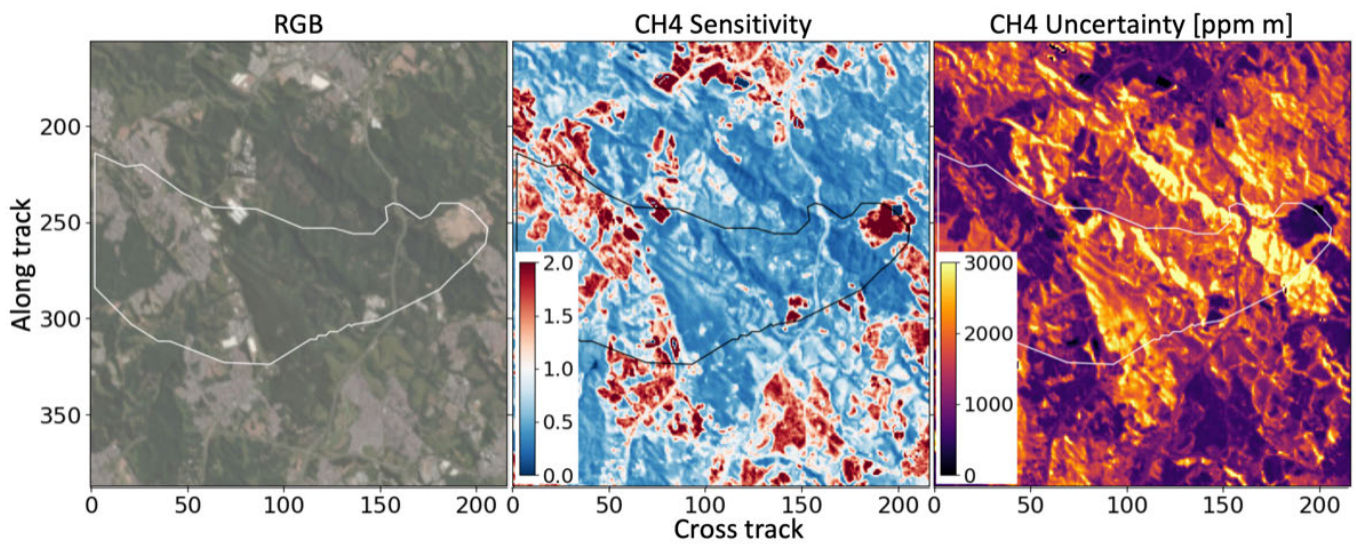 RGB
CH4 Sensitivity
CH4 Uncertainty [ppm m]
Along track
200
250
300
350
0 50 100 150 200
2.0
1.5
1.0
0.5
0.0
50 100 150 200
3000
2000
1000
0
50 100 150 200
Cross track